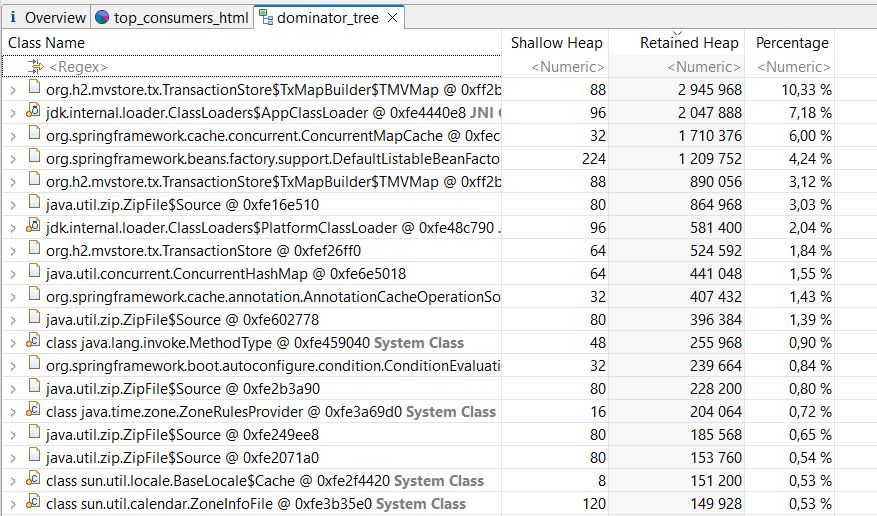 Overview top_consumers_html dominator_tree
Class Name Shallow Heap Retained Heap Percentage
<Regex> <Numeric> <Numeric> <Numeric>
org.h2.mvstore.tx.TransactionStore$TxMapBuilder$TMVMap @ 0xff2b 88 2 945 968 10,33 %
jdk.internal.loader.ClassLoaders$AppClassLoader @ 0xfe4440e8 JNI 96 2 047 888 7,18 %
org.springframework.cache.concurrent.ConcurrentMapCache @ 0xfec 32 1 710 376 6,00 %
org.springframework.beans.factory.support.DefaultListableBeanFacto 224 1 209 752 4,24 %
org.h2.mvstore.tx.TransactionStore$TxMapBuilder$TMVMap @ 0xff2b 88 890 056 3,12 %
java.util.zip.ZipFile$Source @ 0xfe16e510 80 864 968 3,03 %
jdk.internal.loader.ClassLoaders$PlatformClassLoader @ 0xfe48c790 96 581 400 2,04 %
org.h2.mvstore.tx.TransactionStore @ 0xfef26ff0 64 524 592 1,84 %
java.util.concurrent.ConcurrentHashMap @ 0xfe6e5018 64 441 048 1,55 %
org.springframework.cache.annotation.AnnotationCacheOperationSo 32 407 432 1,43 %
java.util.zip.ZipFile$Source @ 0xfe602778 80 396 384 1,39 %
class java.lang.invoke.MethodType @ 0xfe459040 System Class 48 255 968 0,90 %
org.springframework.boot.autoconfigure.condition.ConditionEvaluati 32 239 664 0,84 %
java.util.zip.ZipFile$Source @ 0xfe2b3a90 80 228 200 0,80 %
class java.time.zone.ZoneRulesProvider @ 0xfe3a69d0 System Class 16 204 064 0,72 %
java.util.zip.ZipFile$Source @ 0xfe249ee8 80 185 568 0,65 %
java.util.zip.ZipFile$Source @ 0xfe2071a0 80 153 760 0,54 %
class sun.util.locale.BaseLocale$Cache @ 0xfe2f4420 System Class 8 151 200 0,53 %
class sun.util.calendar.ZoneInfoFile @ 0xfe3b35e0 System Class 120 149 928 0,53 %